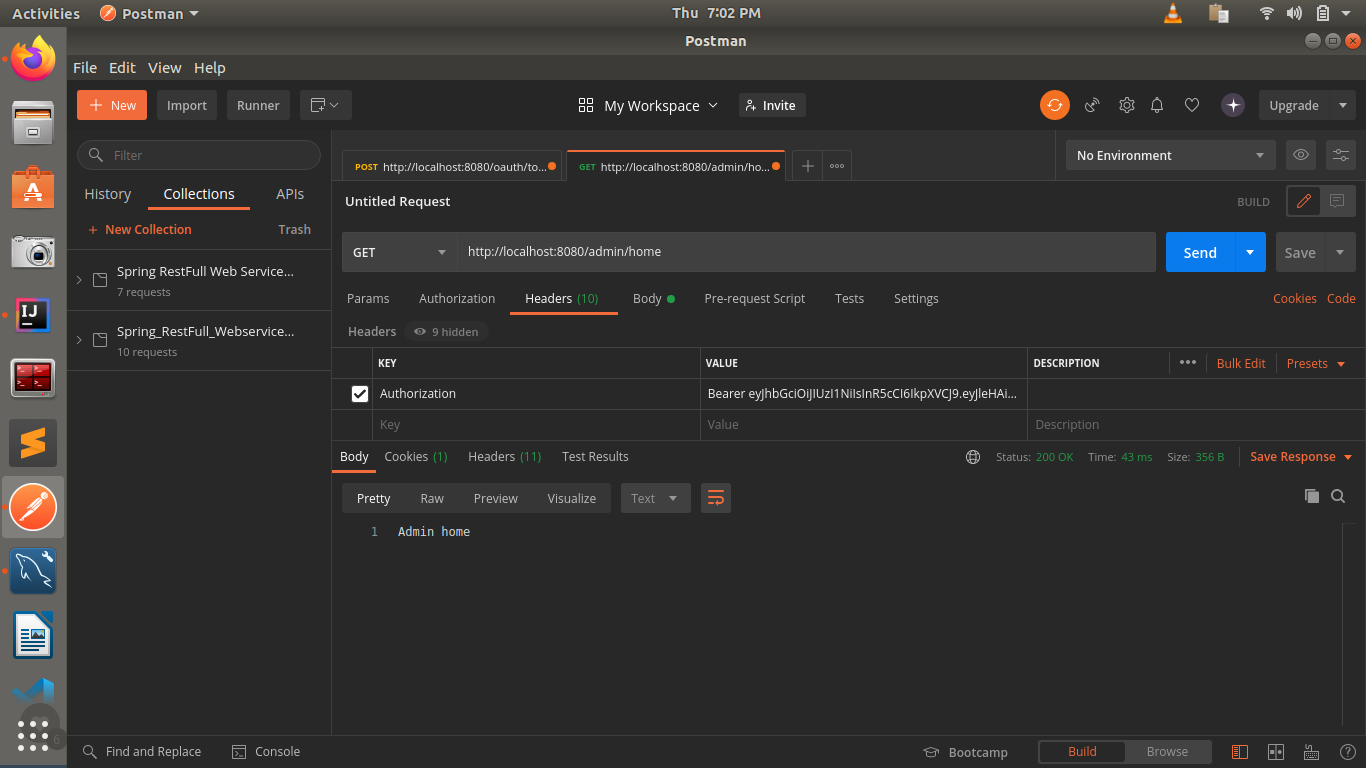 Activities Postman Thu 7:02 PM
Postman
File Edit View Help
+ New Import Runner My Workspace Invite Upgrade
Filter
History Collections APIs
+ New Collection Trash
Spring RestFull Web Service...
7 requests
Spring_RestFull_Webservice...
10 requests
POST http://localhost:8080/oauth/to... GET http://localhost:8080/admin/ho... No Environment
Untitled Request BUILD
GET http://localhost:8080/admin/home Send Save
Params Authorization Headers (10) Body Pre-request Script Tests Settings Cookies Code
Headers 9 hidden
KEY VALUE DESCRIPTION Bulk Edit Presets
Authorization Bearer eyJhbGciOiJIUzI1NiIsInR5cCI6IkpXVCJ9.eyJleHAi...
Key Value Description
Body Cookies (1) Headers (11) Test Results Status: 200 OK Time: 43 ms Size: 356 B Save Response
Pretty Raw Preview Visualize Text
1 Admin home
Find and Replace Console Bootcamp Build Browse
IJ
6